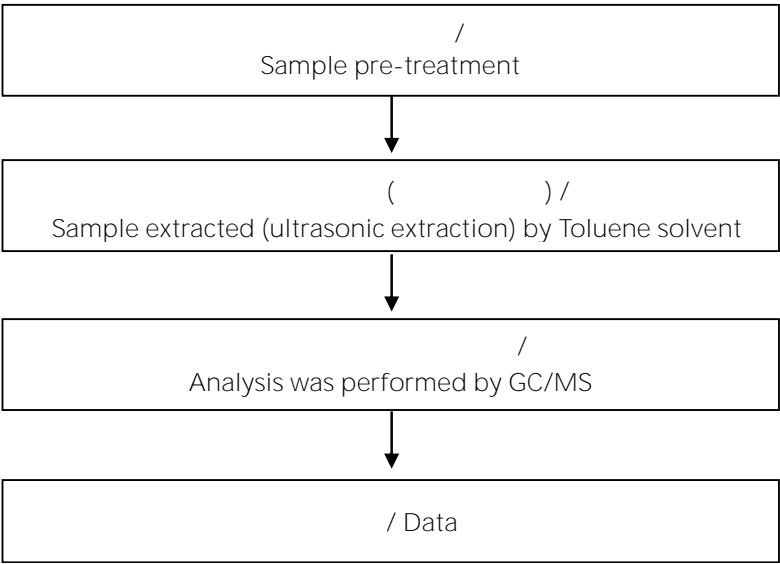 /
Sample pre-treatment
( ) /
Sample extracted (ultrasonic extraction) by Toluene solvent
/
Analysis was performed by GC/MS
/ Data